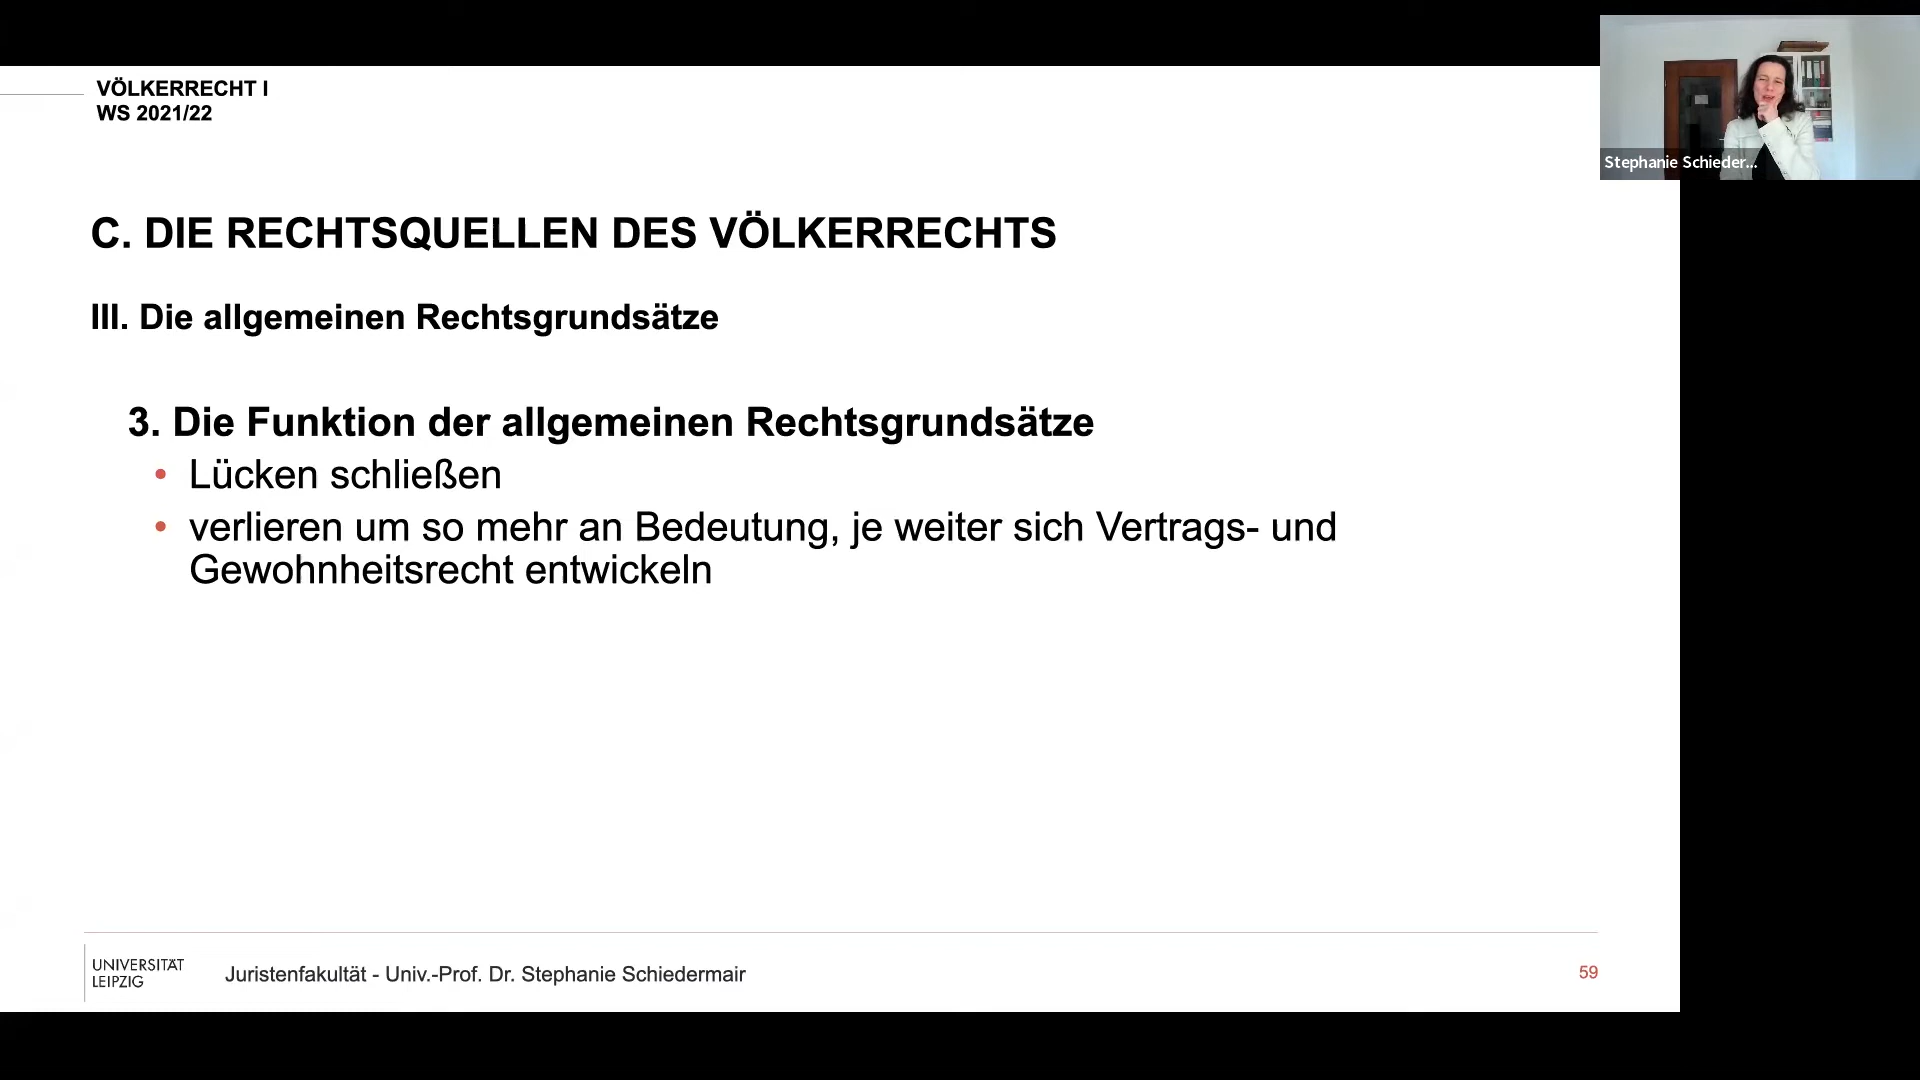 VÖLKERRECHT I
WS 2021/22
Stephanie Schieder...
C. DIE RECHTSQUELLEN DES VÖLKERRECHTS
III. Die allgemeinen Rechtsgrundsätze
3. Die Funktion der allgemeinen Rechtsgrundsätze
• Lücken schließen
• verlieren um so mehr an Bedeutung, je weiter sich Vertrags- und
Gewohnheitsrecht entwickeln
UNIVERSITÄT
LEIPZIG
Juristenfakultät - Univ.-Prof. Dr. Stephanie Schiedermair
59